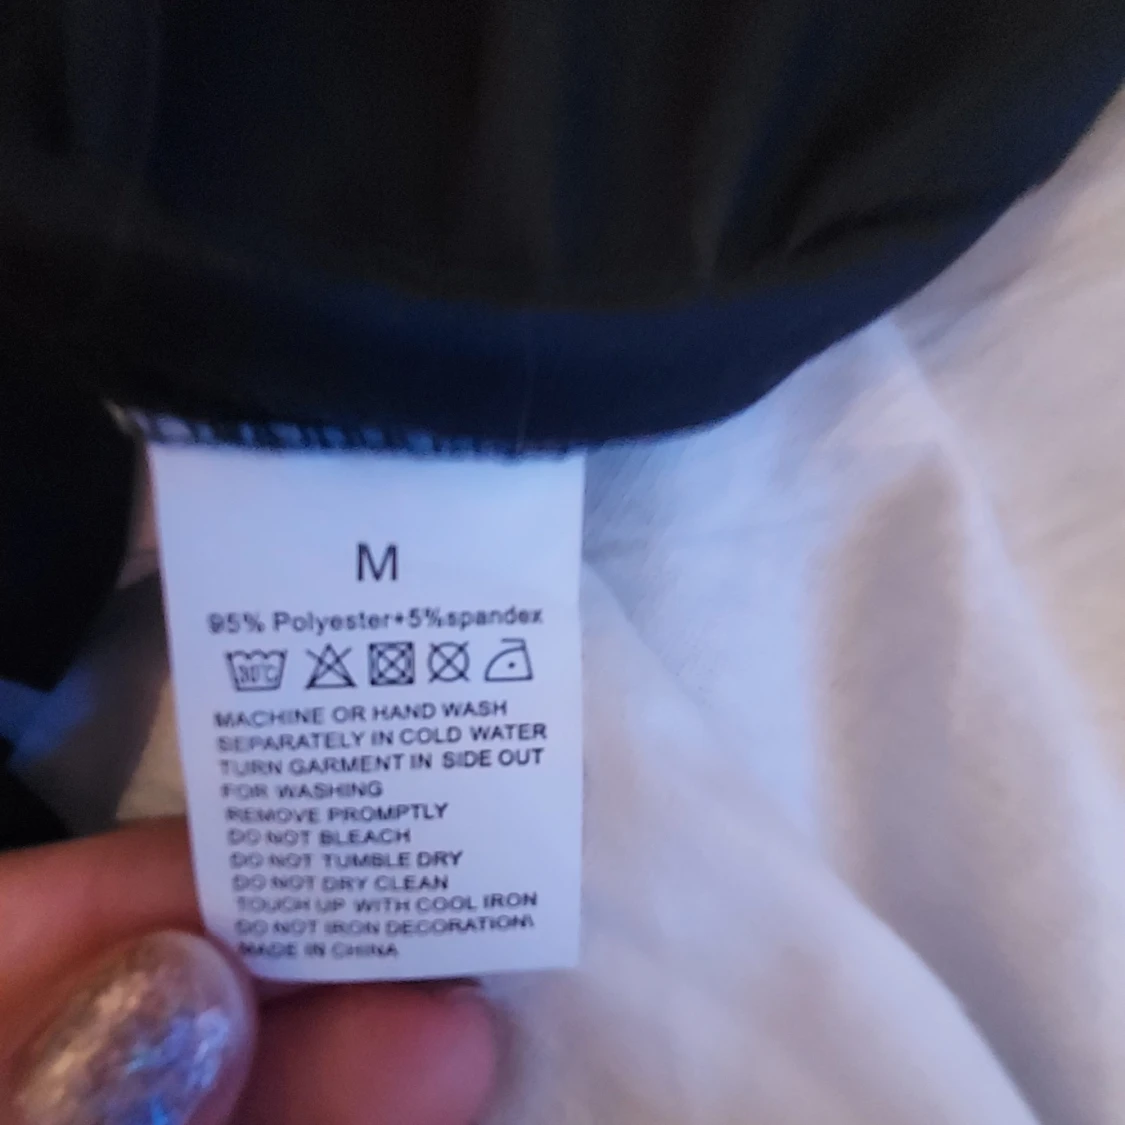 M
95% Polyester+5%spandex
30°C
MACHINE OR HAND WASH
SEPARATELY IN COLD WATER
TURN GARMENT IN SIDE OUT
FOR WASHING
REMOVE PROMPTLY
DO NOT BLEACH
DO NOT TUMBLE DRY
DO NOT DRY CLEAN
TOUCH UP WITH COOL IRON
DO NOT IRON DECORATION\
MADE IN CHINA